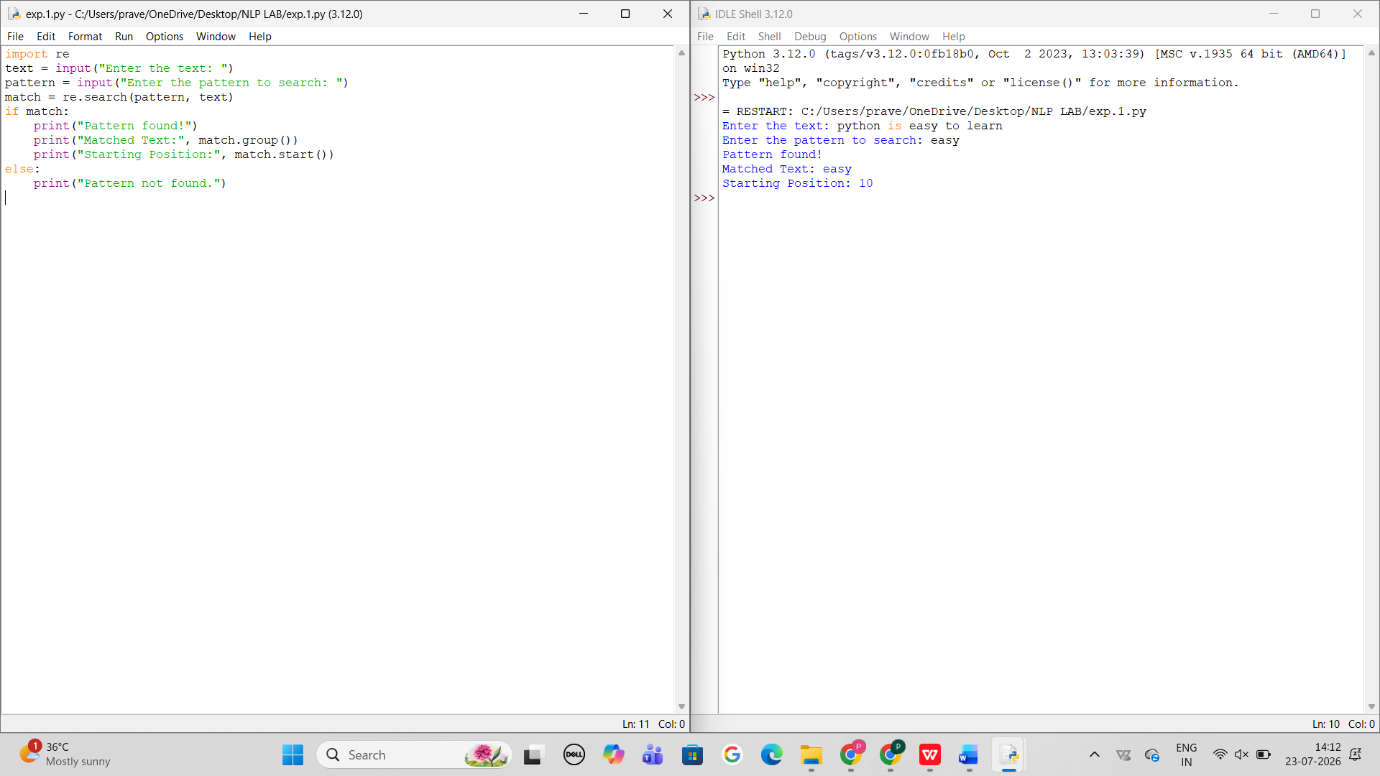 exp.1.py - C:/Users/prave/OneDrive/Desktop/NLP LAB/exp.1.py (3.12.0)
File Edit Format Run Options Window Help
import re
text = input("Enter the text: ")
pattern = input("Enter the pattern to search: ")
match = re.search(pattern, text)
if match:
    print("Pattern found!")
    print("Matched Text:", match.group())
    print("Starting Position:", match.start())
else:
    print("Pattern not found.")
Ln: 11 Col: 0
IDLE Shell 3.12.0
File Edit Shell Debug Options Window Help
Python 3.12.0 (tags/v3.12.0:0fb18b0, Oct  2 2023, 13:03:39) [MSC v.1935 64 bit (AMD64)]
on win32
Type "help", "copyright", "credits" or "license()" for more information.
>>>
= RESTART: C:/Users/prave/OneDrive/Desktop/NLP LAB/exp.1.py
Enter the text: python is easy to learn
Enter the pattern to search: easy
Pattern found!
Matched Text: easy
Starting Position: 10
>>>
Ln: 10 Col: 0
1
36°C
Mostly sunny
Search
DELL
P
P
ENG
IN
14:12
23-07-2026